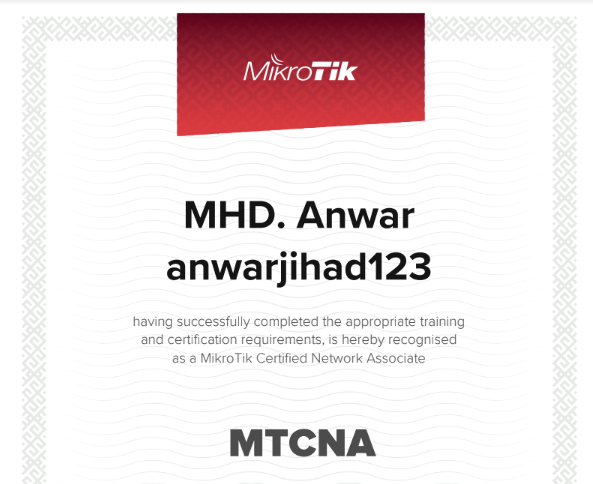 MikroTik
MHD. Anwar
anwarjihad123
having successfully completed the appropriate training
and certification requirements, is hereby recognised
as a MikroTik Certified Network Associate
MTCNA